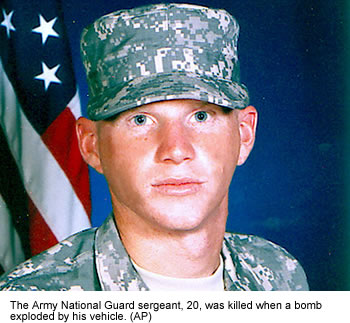 The Army National Guard sergeant, 20, was killed when a bomb
exploded by his vehicle. (AP)